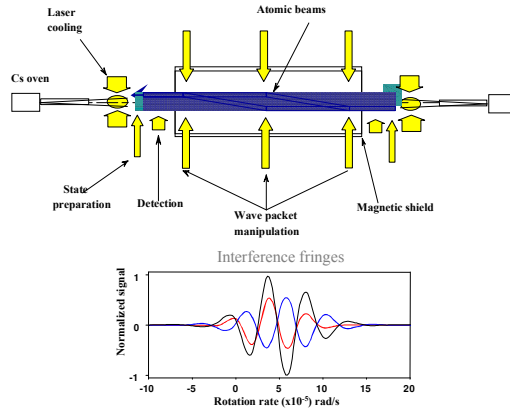 Laser
cooling
Atomic beams
Cs oven
State
preparation
Detection
Wave packet
manipulation
Magnetic shield
Interference fringes
Normalized signal
1
0
-1
-10
-5
0
5
10
15
20
Rotation rate (x10-5) rad/s